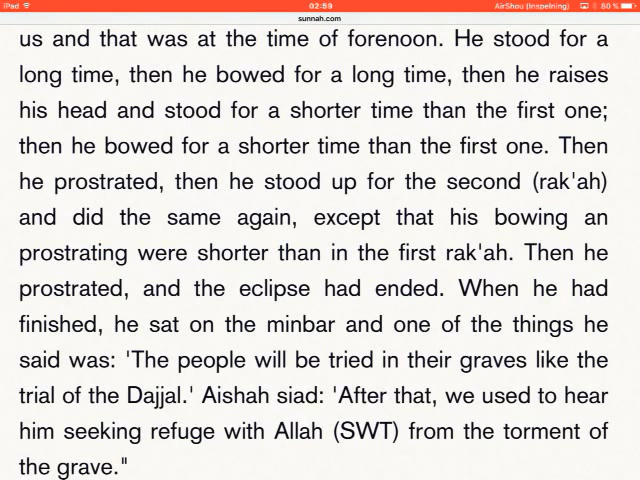 iPad 02:59 AirShou (Inspelning) 80 %
sunnah.com
us and that was at the time of forenoon. He stood for a
long time, then he bowed for a long time, then he raises
his head and stood for a shorter time than the first one;
then he bowed for a shorter time than the first one. Then
he prostrated, then he stood up for the second (rak'ah)
and did the same again, except that his bowing an
prostrating were shorter than in the first rak'ah. Then he
prostrated, and the eclipse had ended. When he had
finished, he sat on the minbar and one of the things he
said was: 'The people will be tried in their graves like the
trial of the Dajjal.' Aishah siad: 'After that, we used to hear
him seeking refuge with Allah (SWT) from the torment of
the grave."